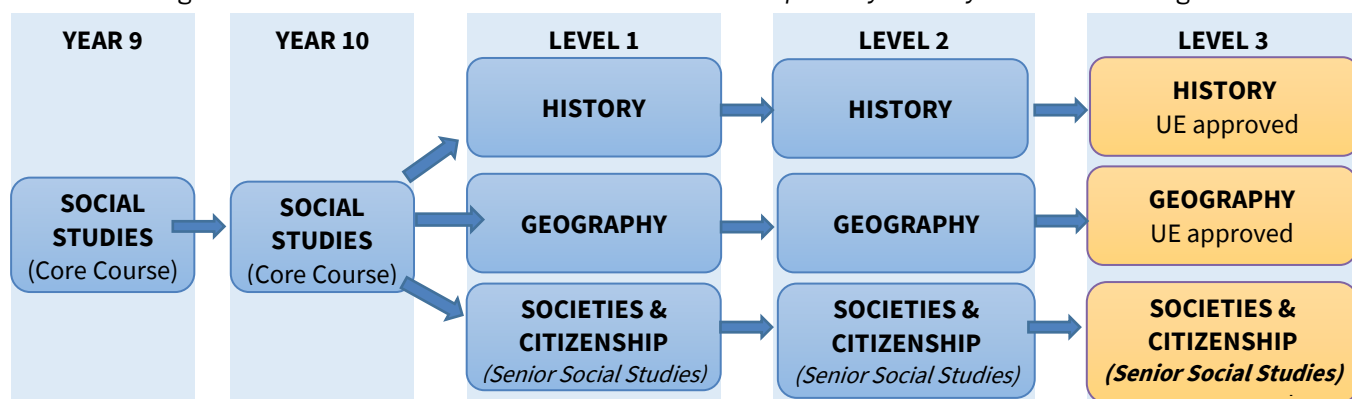 YEAR 9
YEAR 10
LEVEL 1
LEVEL 2
LEVEL 3
SOCIAL
STUDIES
(Core Course)
SOCIAL
STUDIES
(Core Course)
HISTORY
HISTORY
HISTORY
UE approved
GEOGRAPHY
GEOGRAPHY
GEOGRAPHY
UE approved
SOCIETIES &
CITIZENSHIP
(Senior Social Studies)
SOCIETIES &
CITIZENSHIP
(Senior Social Studies)
SOCIETIES &
CITIZENSHIP
(Senior Social Studies)